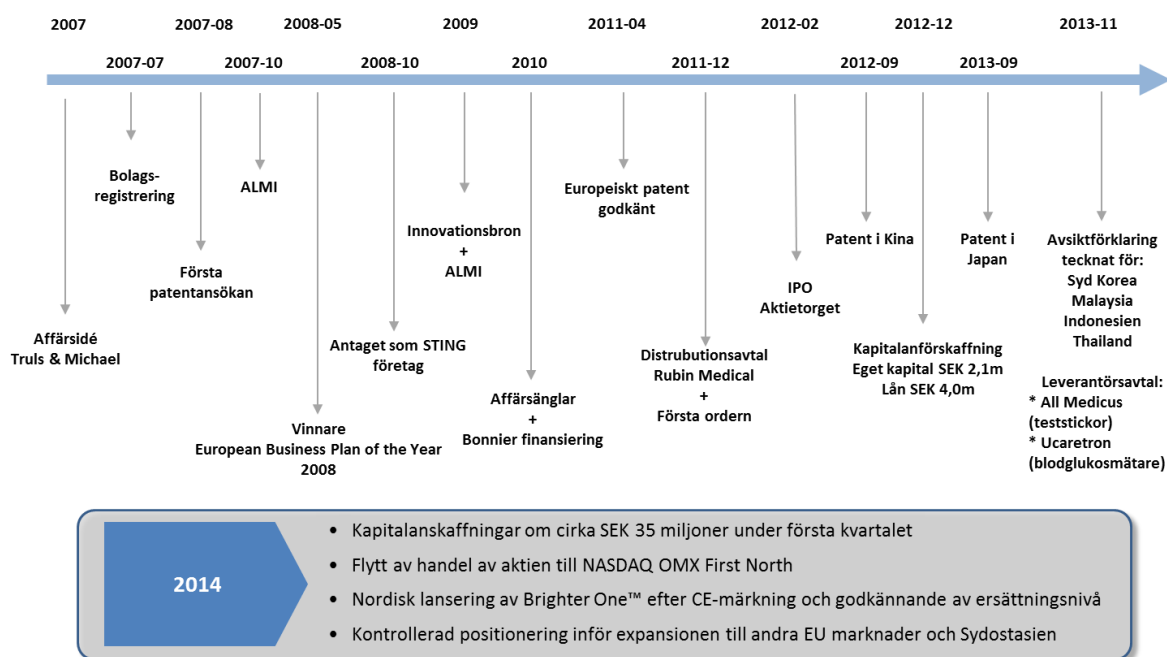 2007
2007-08
2008-05
2009
2011-04
2012-02
2012-12
2013-11
2007-07
2007-10
2008-10
2010
2011-12
2012-09
2013-09
Affärsidé
Truls & Michael
Bolags-
registrering
Första
patentansökan
ALMI
Vinnare
European Business Plan of the Year
2008
Antaget som STING
företag
Innovationsbron
+
ALMI
Affärsänglar
+
Bonnier finansiering
Europeiskt patent
godkänt
Distrubutionsavtal
Rubin Medical
+
Första ordern
IPO
Aktietorget
Patent i Kina
Kapitalanförskaffning
Eget kapital SEK 2,1m
Lån SEK 4,0m
Patent i
Japan
Avsiktförklaring
tecknat för:
Syd Korea
Malaysia
Indonesien
Thailand
Leverantörsavtal:
* All Medicus
(teststickor)
* Ucaretron
(blodglukosmätare)
2014
• Kapitalanskaffningar om cirka SEK 35 miljoner under första kvartalet
• Flytt av handel av aktien till NASDAQ OMX First North
• Nordisk lansering av Brighter One™ efter CE-märkning och godkännande av ersättningsnivå
• Kontrollerad positionering inför expansionen till andra EU marknader och Sydostasien